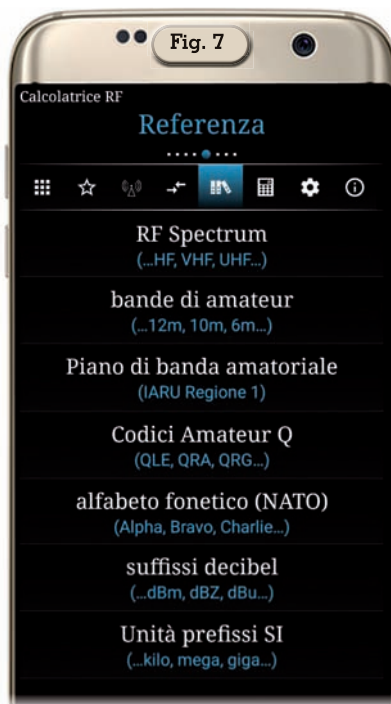 Fig. 7
Calcolatrice RF
Referenza
RF Spectrum
(...HF, VHF, UHF...)
bande di amateur
(...12m, 10m, 6m...)
Piano di banda amatoriale
(IARU Regione 1)
Codici Amateur Q
(QLE, QRA, QRG...)
alfabeto fonetico (NATO)
(Alpha, Bravo, Charlie...)
suffissi decibel
(...dBm, dBZ, dBu...)
Unità prefissi SI
(...kilo, mega, giga...)